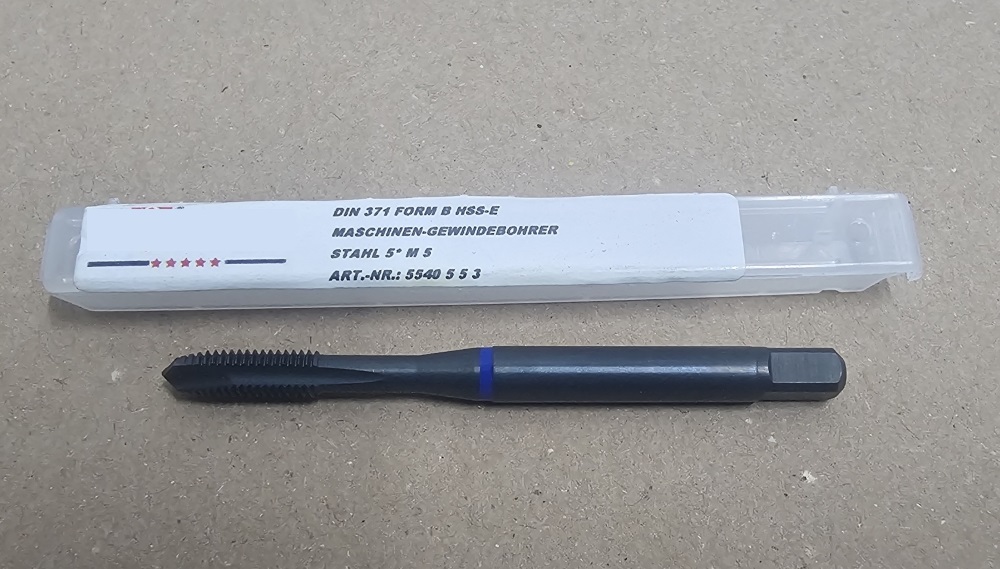 DIN 371 FORM B HSS-E
MASCHINEN-GEWINDEBOHRER
STAHL 5* M 5
ART.-NR.: 5540 5 5 3